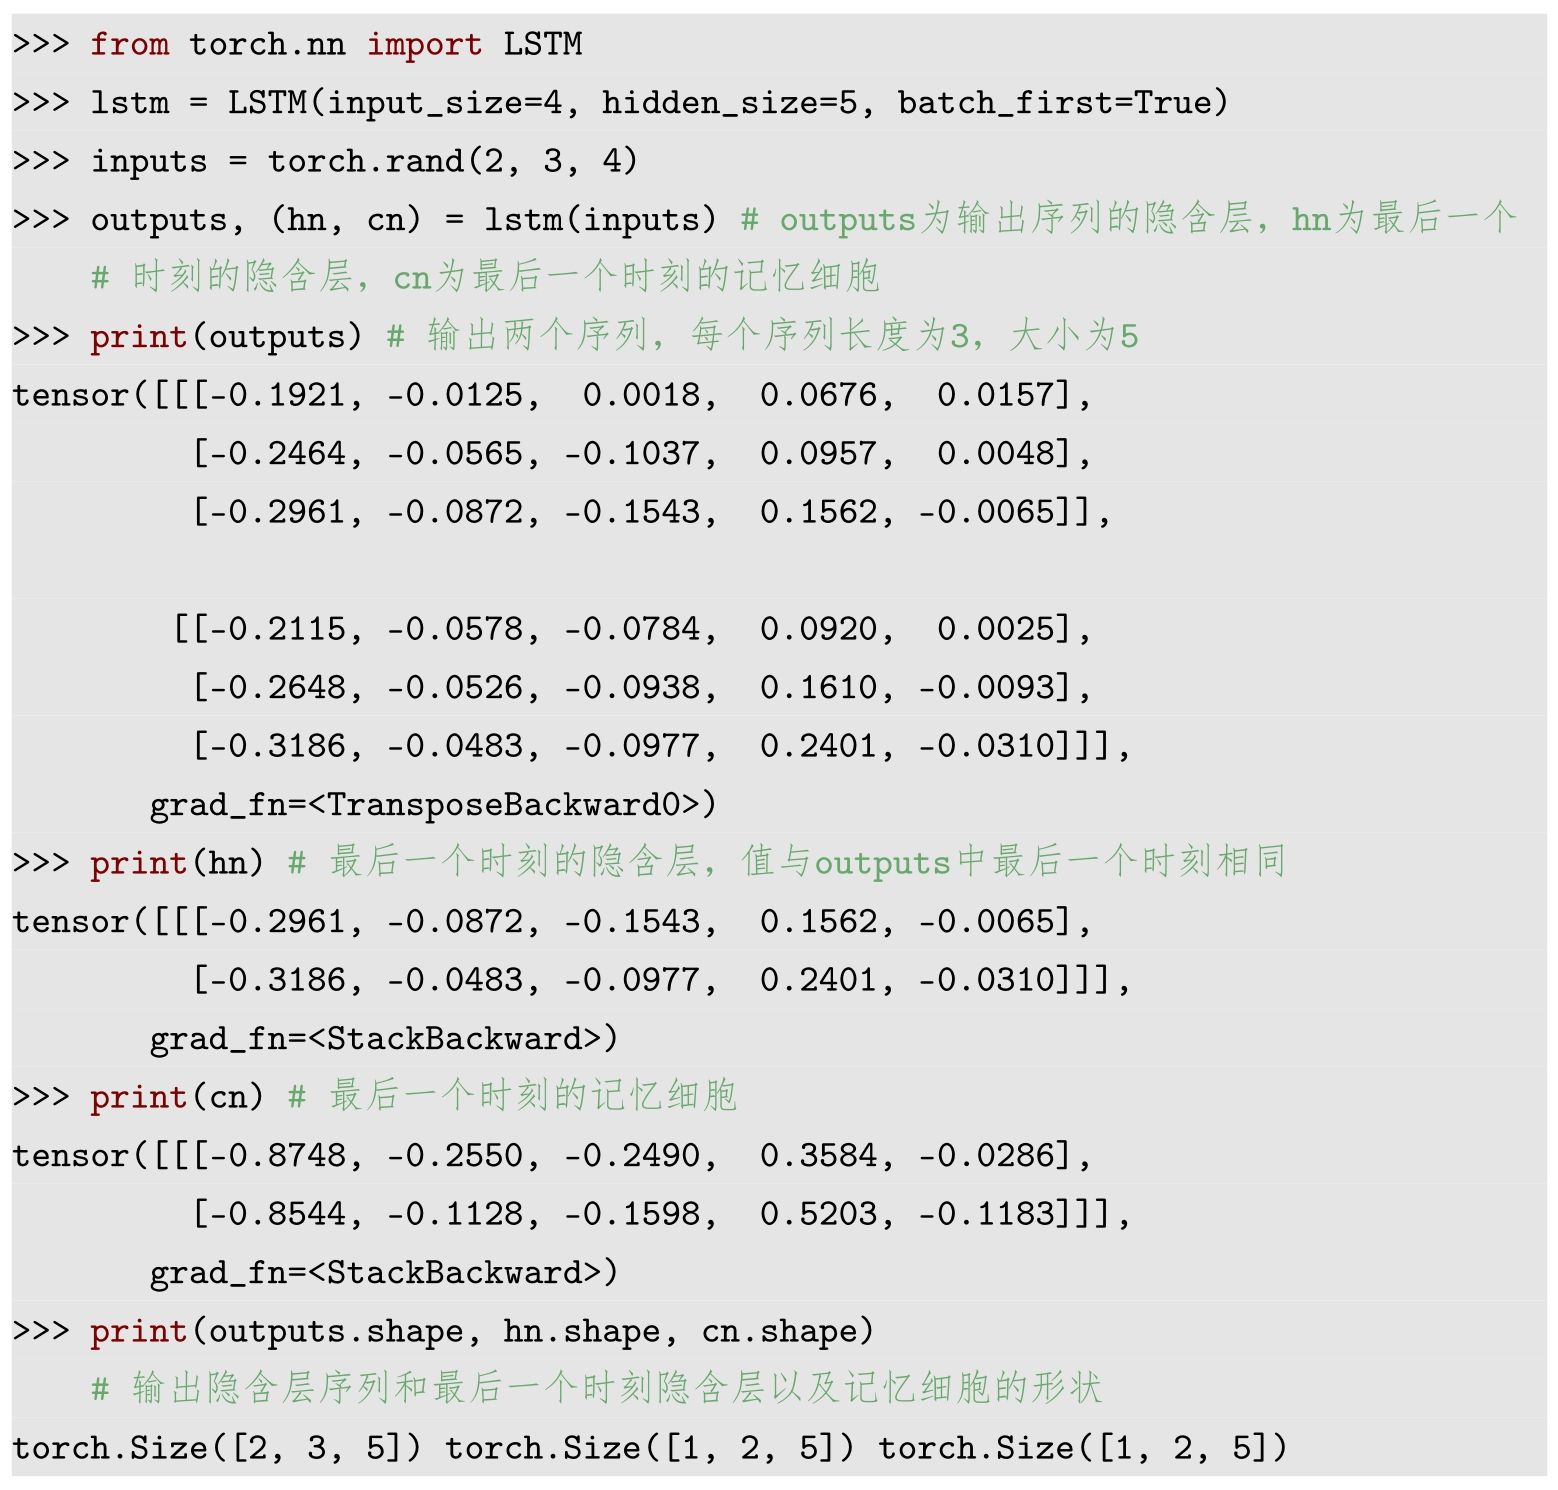 >>> from torch.nn import LSTM
>>> lstm = LSTM(input_size=4, hidden_size=5, batch_first=True)
>>> inputs = torch.rand(2, 3, 4)
>>> outputs, (hn, cn) = lstm(inputs) # outputs为输出序列的隐含层，hn为最后一个
    # 时刻的隐含层，cn为最后一个时刻的记忆细胞
>>> print(outputs) # 输出两个序列，每个序列长度为3，大小为5
tensor([[[-0.1921, -0.0125,  0.0018,  0.0676,  0.0157],
         [-0.2464, -0.0565, -0.1037,  0.0957,  0.0048],
         [-0.2961, -0.0872, -0.1543,  0.1562, -0.0065]],
        [[-0.2115, -0.0578, -0.0784,  0.0920,  0.0025],
         [-0.2648, -0.0526, -0.0938,  0.1610, -0.0093],
         [-0.3186, -0.0483, -0.0977,  0.2401, -0.0310]]],
       grad_fn=<TransposeBackward0>)
>>> print(hn) # 最后一个时刻的隐含层，值与outputs中最后一个时刻相同
tensor([[[-0.2961, -0.0872, -0.1543,  0.1562, -0.0065],
         [-0.3186, -0.0483, -0.0977,  0.2401, -0.0310]]],
       grad_fn=<StackBackward>)
>>> print(cn) # 最后一个时刻的记忆细胞
tensor([[[-0.8748, -0.2550, -0.2490,  0.3584, -0.0286],
         [-0.8544, -0.1128, -0.1598,  0.5203, -0.1183]]],
       grad_fn=<StackBackward>)
>>> print(outputs.shape, hn.shape, cn.shape)
    # 输出隐含层序列和最后一个时刻隐含层以及记忆细胞的形状
torch.Size([2, 3, 5]) torch.Size([1, 2, 5]) torch.Size([1, 2, 5])